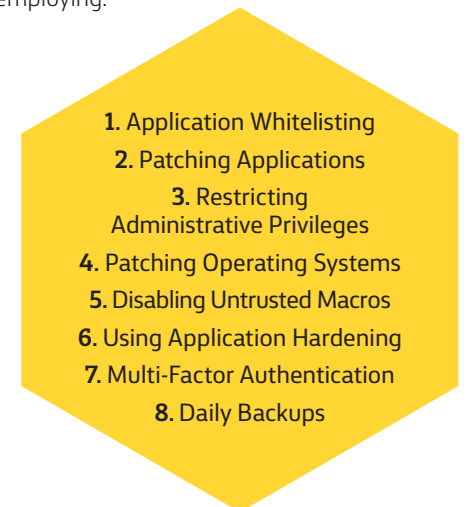 employing:
1. Application Whitelisting
2. Patching Applications
3. Restricting
Administrative Privileges
4. Patching Operating Systems
5. Disabling Untrusted Macros
6. Using Application Hardening
7. Multi-Factor Authentication
8. Daily Backups